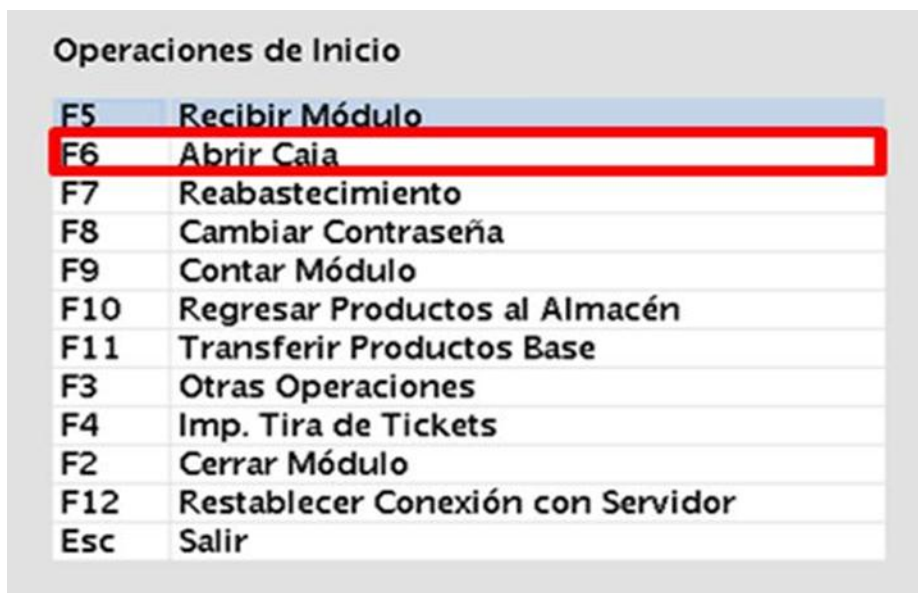 Operaciones de Inicio
F5 Recibir Módulo
F6 Abrir Caja
F7 Reabastecimiento
F8 Cambiar Contraseña
F9 Contar Módulo
F10 Regresar Productos al Almacén
F11 Transferir Productos Base
F3 Otras Operaciones
F4 Imp. Tira de Tickets
F2 Cerrar Módulo
F12 Restablecer Conexión con Servidor
Esc Salir